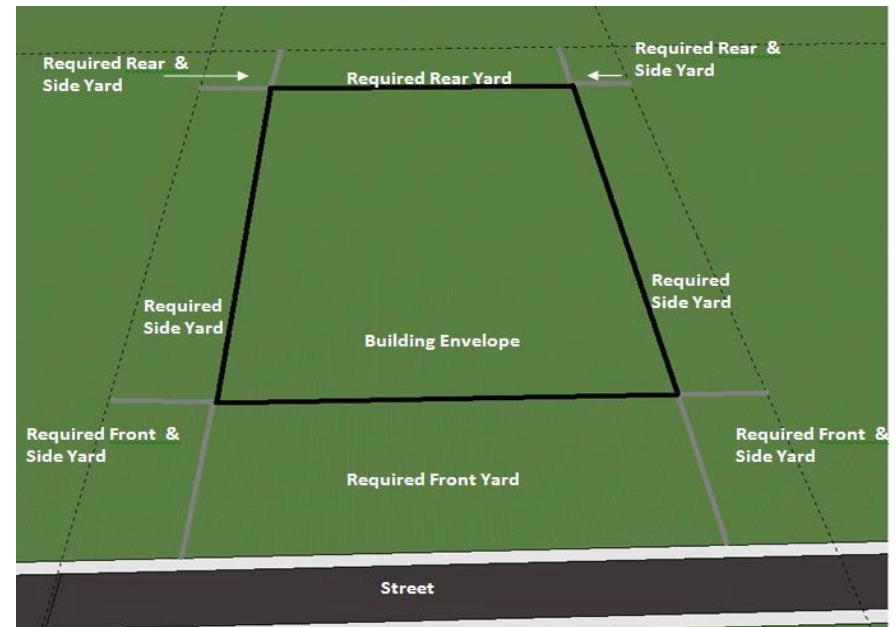 Required Rear &
Side Yard
Required Rear Yard
Required Rear &
Side Yard
Required
Side Yard
Required
Side Yard
Building Envelope
Required Front &
Side Yard
Required Front Yard
Required Front &
Side Yard
Street